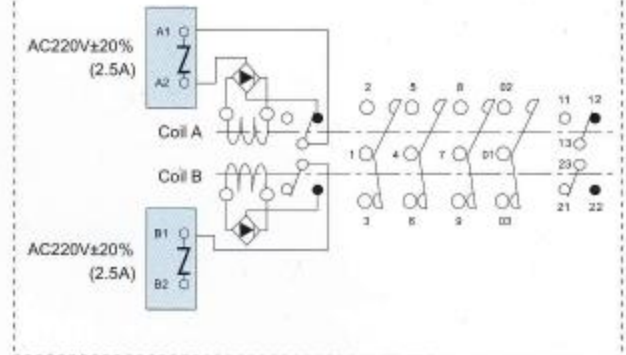 A1
AC220V±20%
(2.5A)
A2
2 5 8 02
11 12
Coil A
13
1 4 7 01
23
Coil B
21 22
3 6 9 03
B1
AC220V±20%
(2.5A)
B2